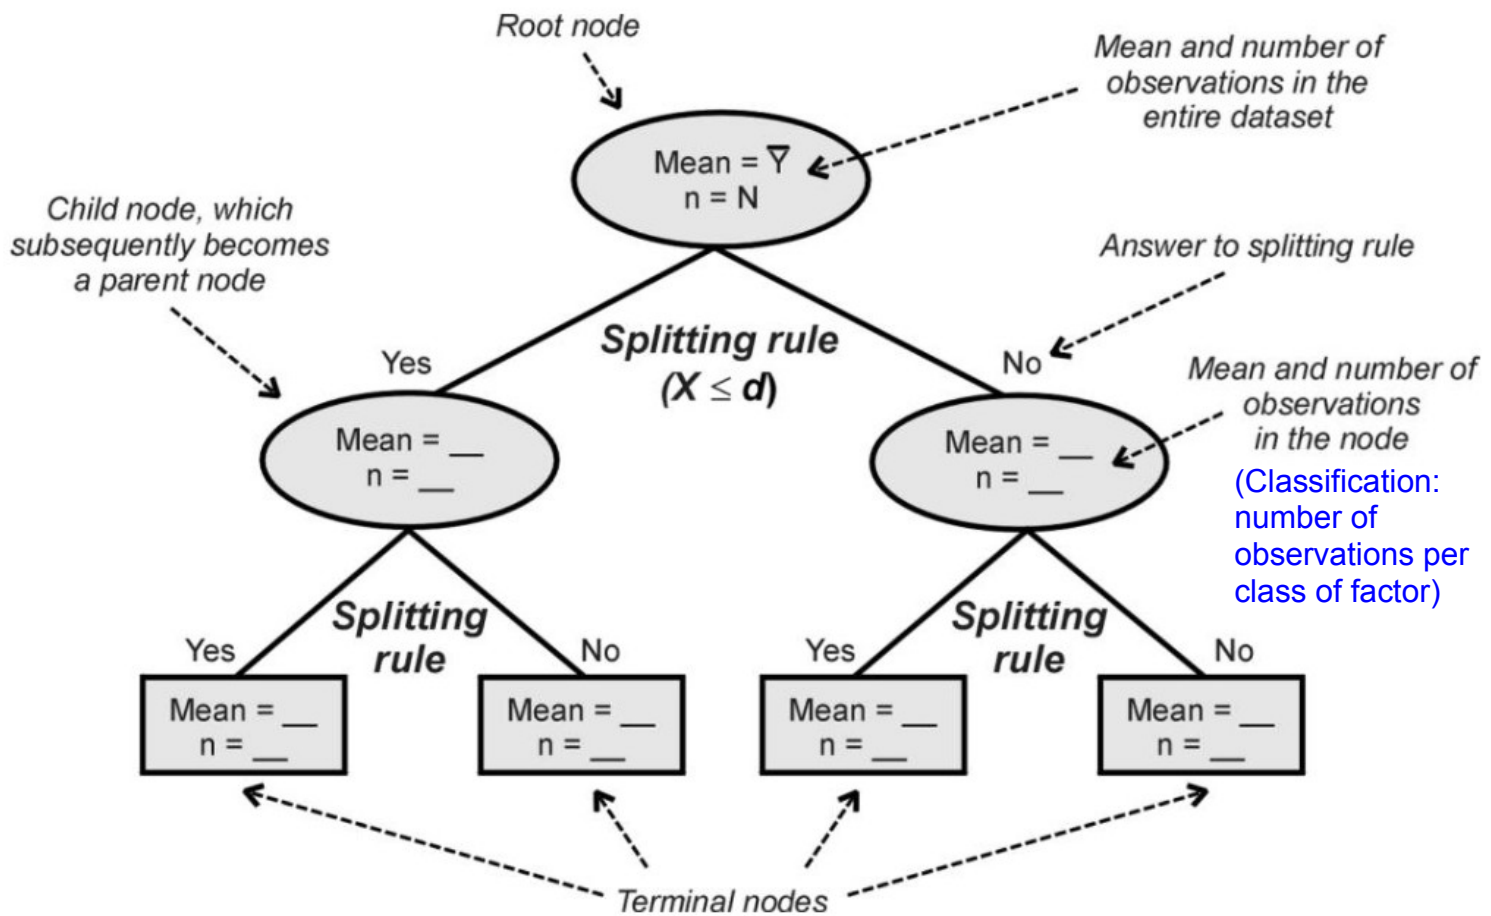 Root node
Mean and number of
observations in the
entire dataset
Mean = Y̅
n = N
Child node, which
subsequently becomes
a parent node
Answer to splitting rule
Yes
Splitting rule
(X ≤ d)
No
Mean and number of
observations
in the node
(Classification:
number of
observations per
class of factor)
Mean = __
n = __
Mean = __
n = __
Yes
Splitting
rule
No
Yes
Splitting
rule
No
Mean = __
n = __
Mean = __
n = __
Mean = __
n = __
Mean = __
n = __
Terminal nodes